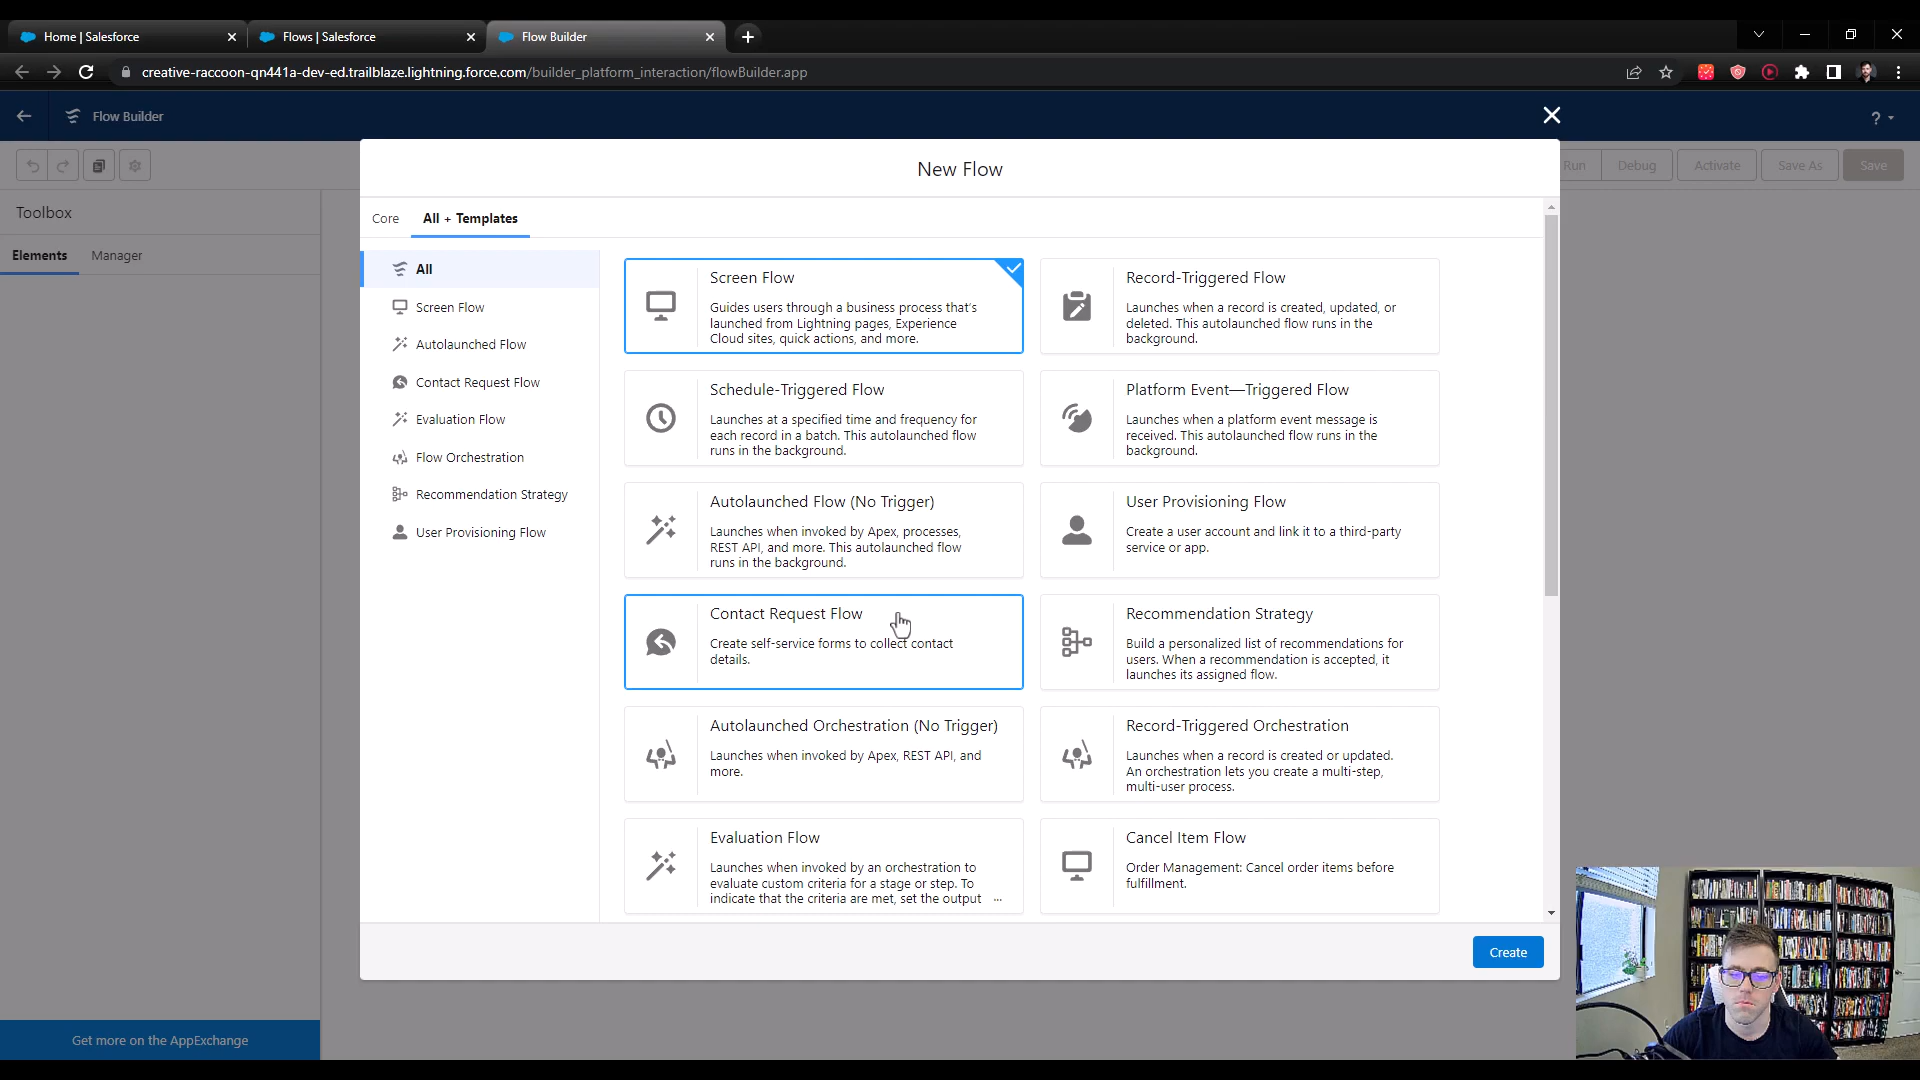 Home | Salesforce
Flows | Salesforce
Flow Builder
creative-raccoon-qn441a-dev-ed.trailblaze.lightning.force.com/builder_platform_interaction/flowBuilder.app
Flow Builder
?
Run
Debug
Activate
Save As
Save
Toolbox
Elements
Manager
New Flow
Core
All + Templates
All
Screen Flow
Autolaunched Flow
Contact Request Flow
Evaluation Flow
Flow Orchestration
Recommendation Strategy
User Provisioning Flow
Screen Flow
Guides users through a business process that's
launched from Lightning pages, Experience
Cloud sites, quick actions, and more.
Record-Triggered Flow
Launches when a record is created, updated, or
deleted. This autolaunched flow runs in the
background.
Schedule-Triggered Flow
Launches at a specified time and frequency for
each record in a batch. This autolaunched flow
runs in the background.
Platform Event—Triggered Flow
Launches when a platform event message is
received. This autolaunched flow runs in the
background.
Autolaunched Flow (No Trigger)
Launches when invoked by Apex, processes,
REST API, and more. This autolaunched flow
runs in the background.
User Provisioning Flow
Create a user account and link it to a third-party
service or app.
Contact Request Flow
Create self-service forms to collect contact
details.
Recommendation Strategy
Build a personalized list of recommendations for
users. When a recommendation is accepted, it
launches its assigned flow.
Autolaunched Orchestration (No Trigger)
Launches when invoked by Apex, REST API, and
more.
Record-Triggered Orchestration
Launches when a record is created or updated.
An orchestration lets you create a multi-step,
multi-user process.
Evaluation Flow
Launches when invoked by an orchestration to
evaluate custom criteria for a stage or step. To
indicate that the criteria are met, set the output ...
Cancel Item Flow
Order Management: Cancel order items before
fulfillment.
Create
Get more on the AppExchange